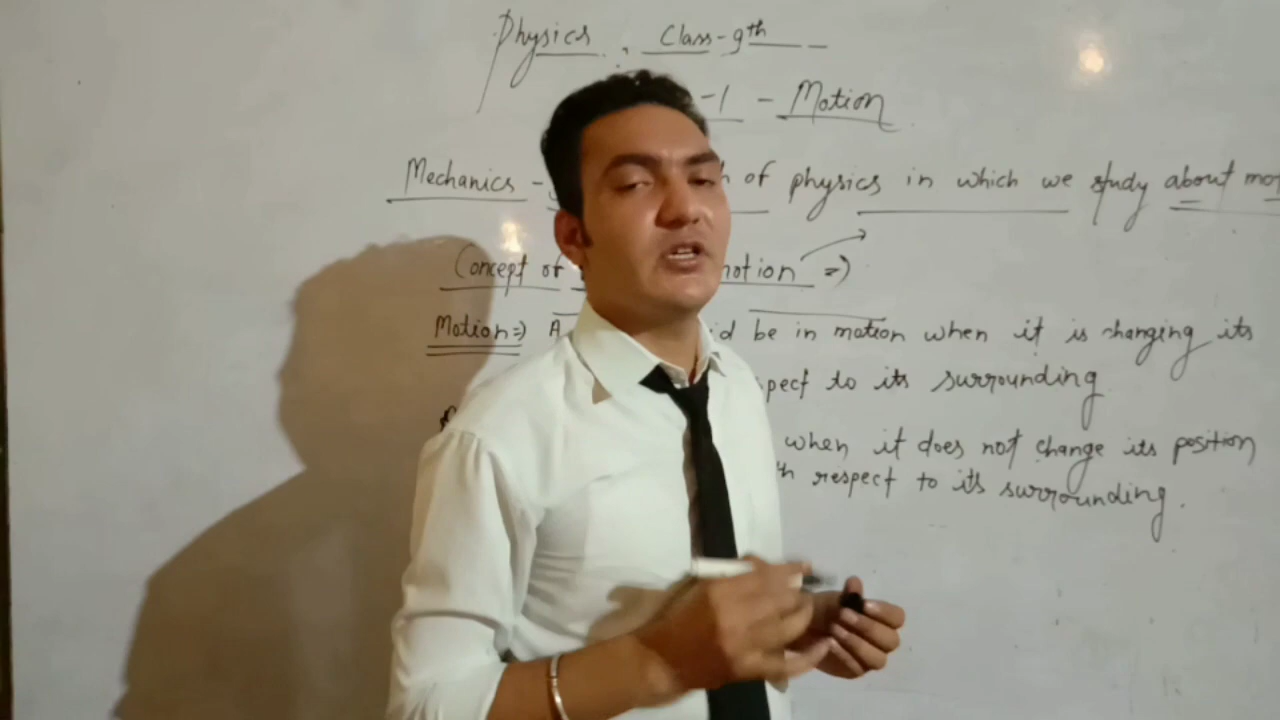 Physics : Class-9th
-1 - Motion
Mechanics - of physics in which we study about
Concept of motion =>
Motion => A be in motion when it is changing its
to its surrounding
when it does not change its position
respect to its surrounding.